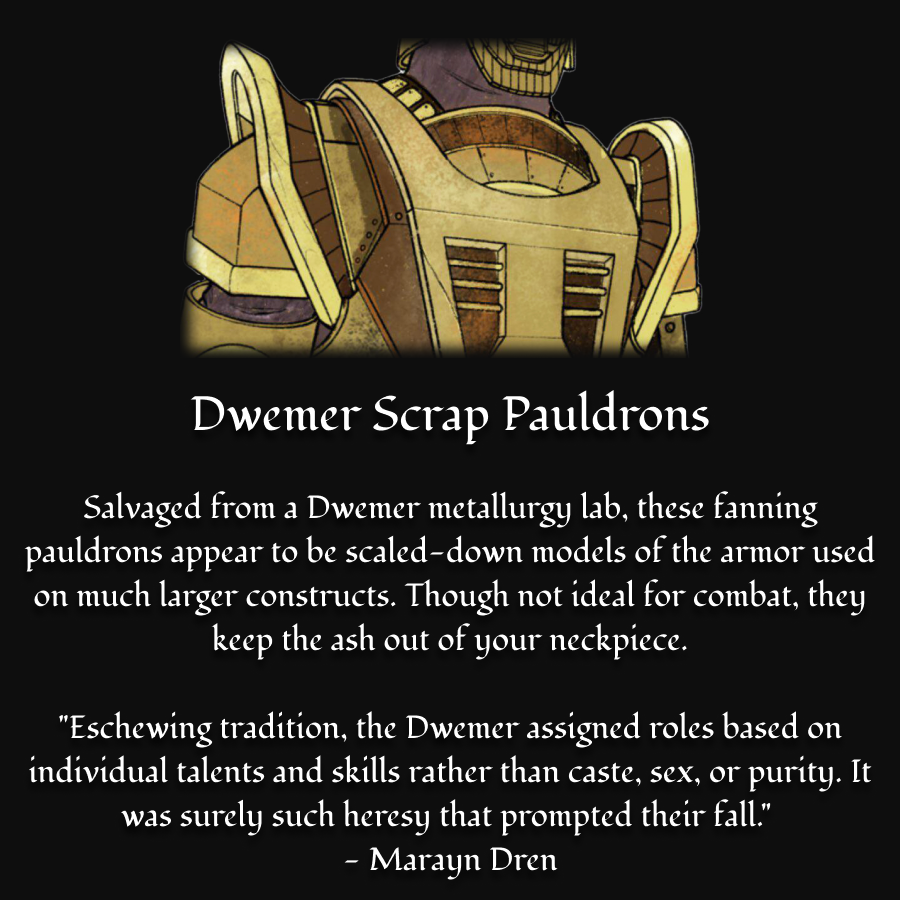 Dwemer Scrap Pauldrons
Salvaged from a Dwemer metallurgy lab, these fanning
pauldrons appear to be scaled-down models of the armor used
on much larger constructs. Though not ideal for combat, they
keep the ash out of your neckpiece.
"Eschewing tradition, the Dwemer assigned roles based on
individual talents and skills rather than caste, sex, or purity. It
was surely such heresy that prompted their fall."
- Marayn Dren